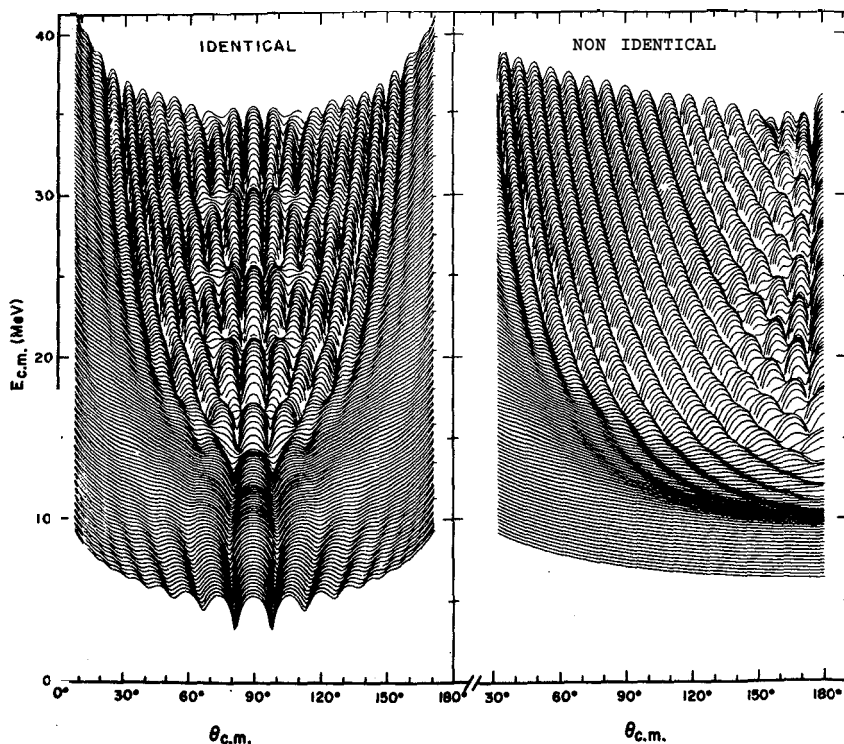 IDENTICAL
NON IDENTICAL
40
30
20
10
0
E c.m. (MeV)
0° 30° 60° 90° 120° 150° 180° 30° 60° 90° 120° 150° 180°
θc.m. θc.m.